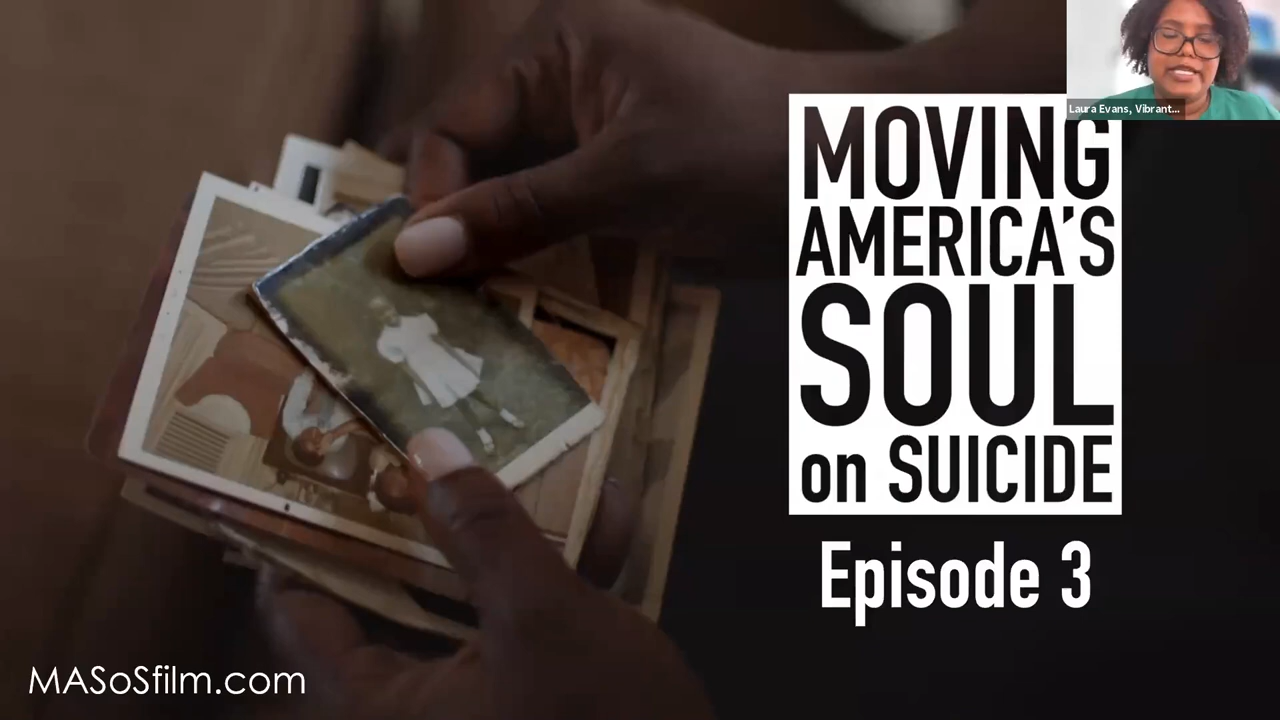 Laura Evans, Vibrant...
MOVING
AMERICA'S
SOUL
on SUICIDE
Episode 3
MASoSfilm.com